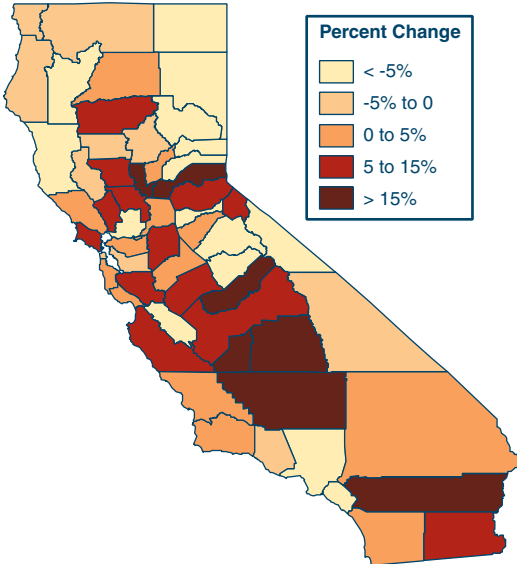 Percent Change
< -5%
-5% to 0
0 to 5%
5 to 15%
> 15%